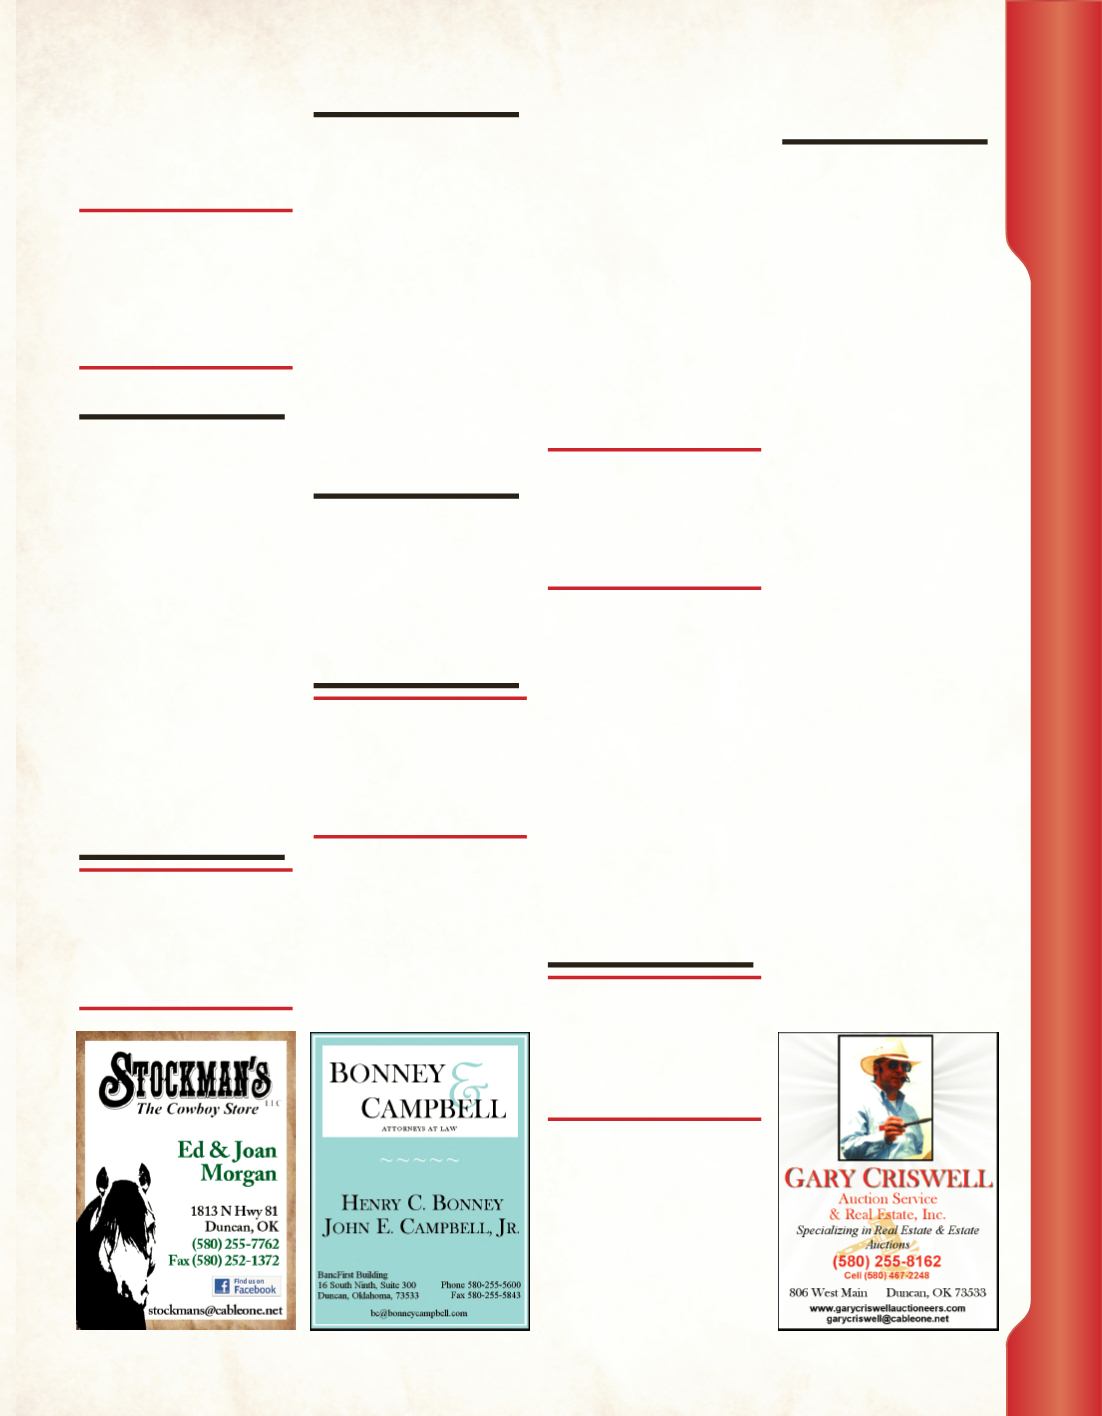 STOCKMAN'S
LLC
The Cowboy Store
Ed & Joan
Morgan
1813 N Hwy 81
Duncan, OK
(580) 255-7762
Fax (580) 252-1372
Find us on
Facebook
stockmans@cableone.net
BONNEY &
CAMPBELL
ATTORNEYS AT LAW
~~~~~
HENRY C. BONNEY
JOHN E. CAMPBELL, JR.
BancFirst Building
16 South Ninth, Suite 300 Phone 580-255-5600
Duncan, Oklahoma, 73533 Fax 580-255-5843
bc@bonneycampbell.com
GARY CRISWELL
Auction Service
& Real Estate, Inc.
Specializing in Real Estate & Estate
Auctions
(580) 255-8162
Cell (580) 467-2248
806 West Main Duncan, OK 73533
www.garycriswellauctioneers.com
garycriswell@cableone.net